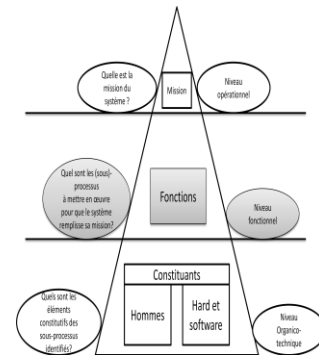 Quelle est la
mission du
système ?
Mission
Niveau
opérationnel
Quel sont les (sous)-
processus
à mettre en œuvre
pour que le système
remplisse sa mission?
Fonctions
Niveau
fonctionnel
Constituants
Quels sont les
éléments
constitutifs des
sous-processus
identifiés?
Hommes
Hard et
software
Niveau
Organico-
technique